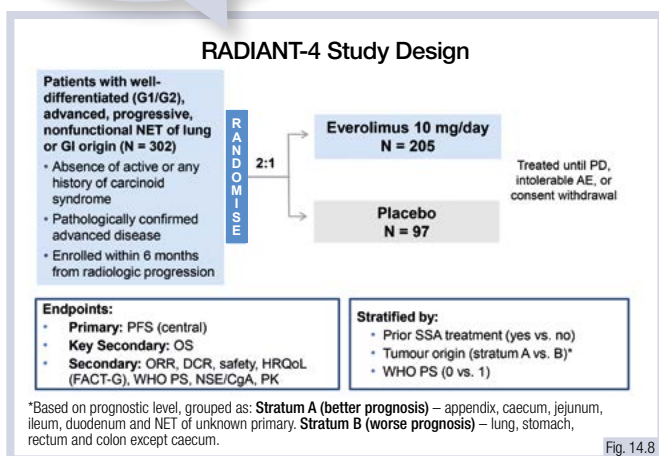 RADIANT-4 Study Design
Patients with well-
differentiated (G1/G2),
advanced, progressive,
nonfunctional NET of lung
or GI origin (N = 302)
• Absence of active or any
history of carcinoid
syndrome
• Pathologically confirmed
advanced disease
• Enrolled within 6 months
from radiologic progression
RANDOMISE
2:1
Everolimus 10 mg/day
N = 205
Placebo
N = 97
Treated until PD,
intolerable AE, or
consent withdrawal
Endpoints:
• Primary: PFS (central)
• Key Secondary: OS
• Secondary: ORR, DCR, safety, HRQoL
(FACT-G), WHO PS, NSE/CgA, PK
Stratified by:
• Prior SSA treatment (yes vs. no)
• Tumour origin (stratum A vs. B)*
• WHO PS (0 vs. 1)
*Based on prognostic level, grouped as: Stratum A (better prognosis) – appendix, caecum, jejunum,
ileum, duodenum and NET of unknown primary. Stratum B (worse prognosis) – lung, stomach,
rectum and colon except caecum.
Fig. 14.8